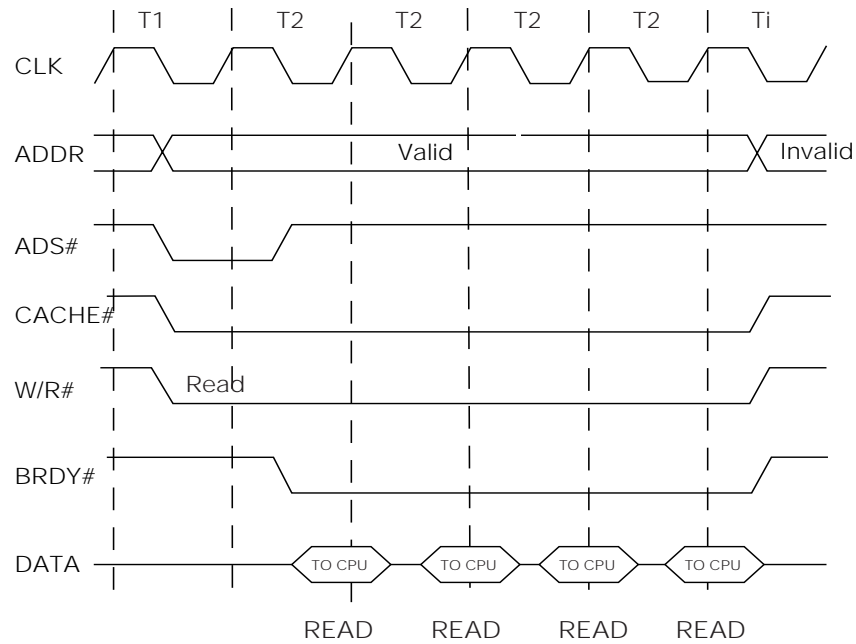 T1 T2 T2 T2 T2 Ti
CLK
ADDR Valid Invalid
ADS#
CACHE#
W/R# Read
BRDY#
DATA TO CPU TO CPU TO CPU TO CPU
READ READ READ READ